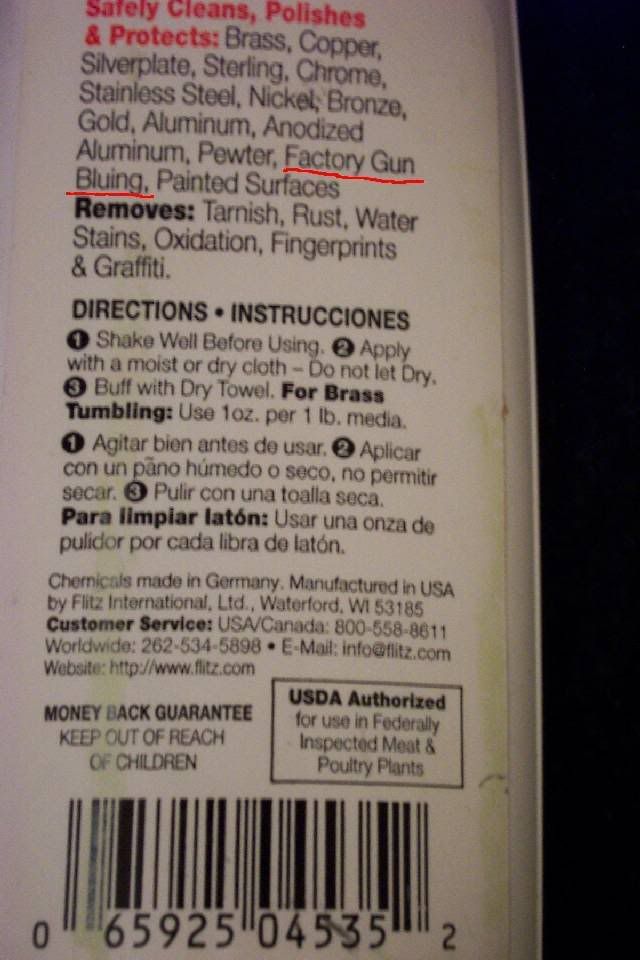 Safely Cleans, Polishes
& Protects: Brass, Copper,
Silverplate, Sterling, Chrome,
Stainless Steel, Nickel, Bronze,
Gold, Aluminum, Anodized
Aluminum, Pewter, Factory Gun
Bluing, Painted Surfaces
Removes: Tarnish, Rust, Water
Stains, Oxidation, Fingerprints
& Graffiti.
DIRECTIONS • INSTRUCCIONES
❶ Shake Well Before Using. ❷ Apply
with a moist or dry cloth – Do not let Dry.
❸ Buff with Dry Towel. For Brass
Tumbling: Use 1oz. per 1 lb. media.
❶ Agitar bien antes de usar. ❷ Aplicar
con un pãno húmedo o seco, no permitir
secar. ❸ Pulir con una toalla seca.
Para limpiar latón: Usar una onza de
pulidor por cada libra de latón.
Chemicals made in Germany. Manufactured in USA
by Flitz International, Ltd., Waterford, WI 53185
Customer Service: USA/Canada: 800-558-8611
Worldwide: 262-534-5898 • E-Mail: info@flitz.com
Website: http://www.flitz.com
MONEY BACK GUARANTEE
KEEP OUT OF REACH
OF CHILDREN
USDA Authorized
for use in Federally
Inspected Meat &
Poultry Plants
0 65925 04535 2